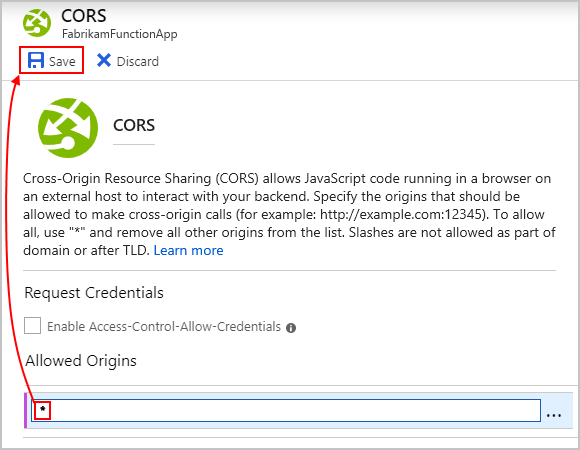 CORS
FabrikamFunctionApp
Save Discard
CORS
Cross-Origin Resource Sharing (CORS) allows JavaScript code running in a browser on
an external host to interact with your backend. Specify the origins that should be
allowed to make cross-origin calls (for example: http://example.com:12345). To allow
all, use "*" and remove all other origins from the list. Slashes are not allowed as part of
domain or after TLD. Learn more
Request Credentials
Enable Access-Control-Allow-Credentials
Allowed Origins
* ...